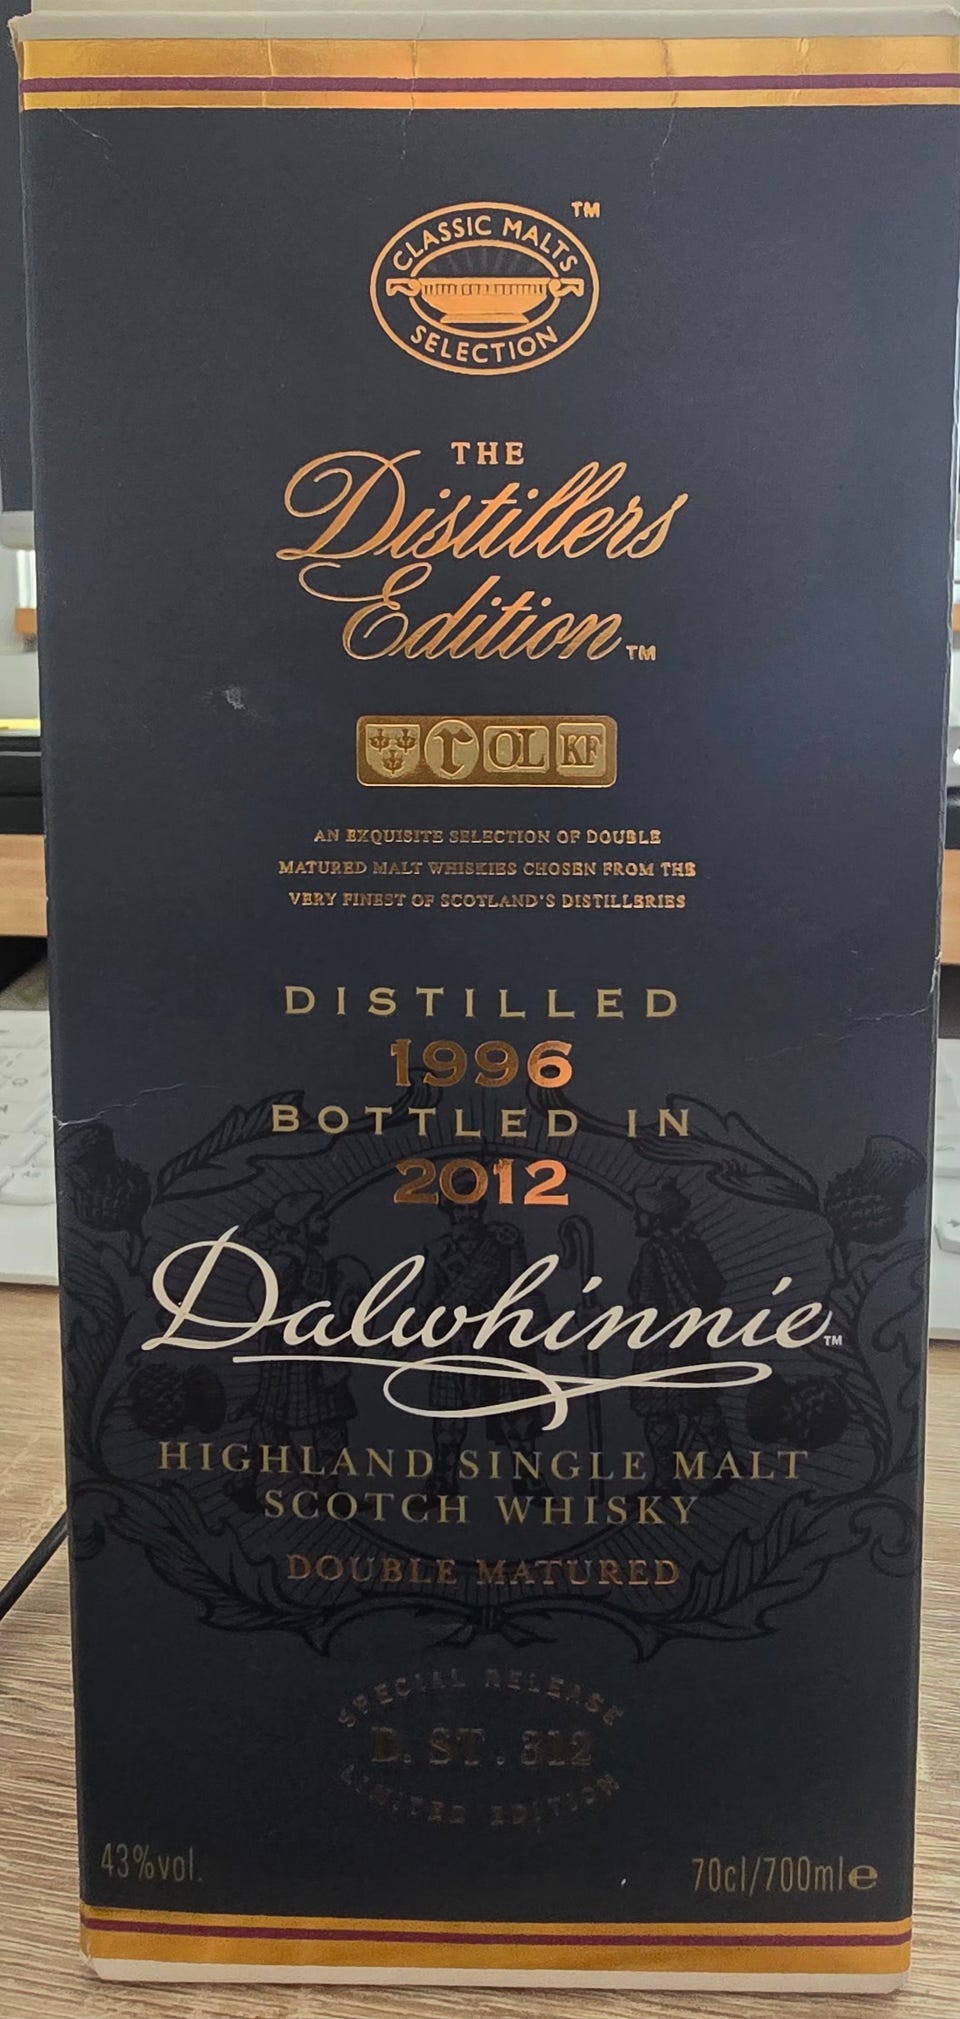 CLASSIC MALTS
SELECTION
TM
THE
Distillers
Edition
TM
r OL KF
AN EXQUISITE SELECTION OF DOUBLE
MATURED MALT WHISKIES CHOSEN FROM THE
VERY FINEST OF SCOTLAND'S DISTILLERIES
DISTILLED
1996
BOTTLED IN
2012
Dalwhinnie TM
HIGHLAND SINGLE MALT
SCOTCH WHISKY
DOUBLE MATURED
SPECIAL RELEASE
D. ST. 312
LIMITED EDITION
43%vol.
70cl/700ml e